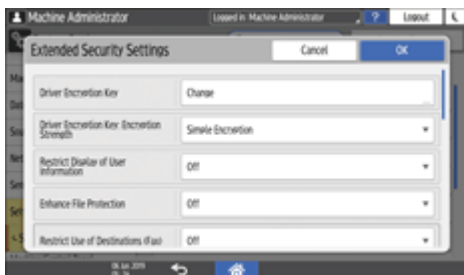 Machine Administrator
Logged in: Machine Administrator
?
Logout
Extended Security Settings
Cancel
OK
Driver Encryption Key
Change
Driver Encryption Key: Encryption
Strength
Simple Encryption
Restrict Display of User
Information
Off
Enhance File Protection
Off
Restrict Use of Destinations (Fax)
Off